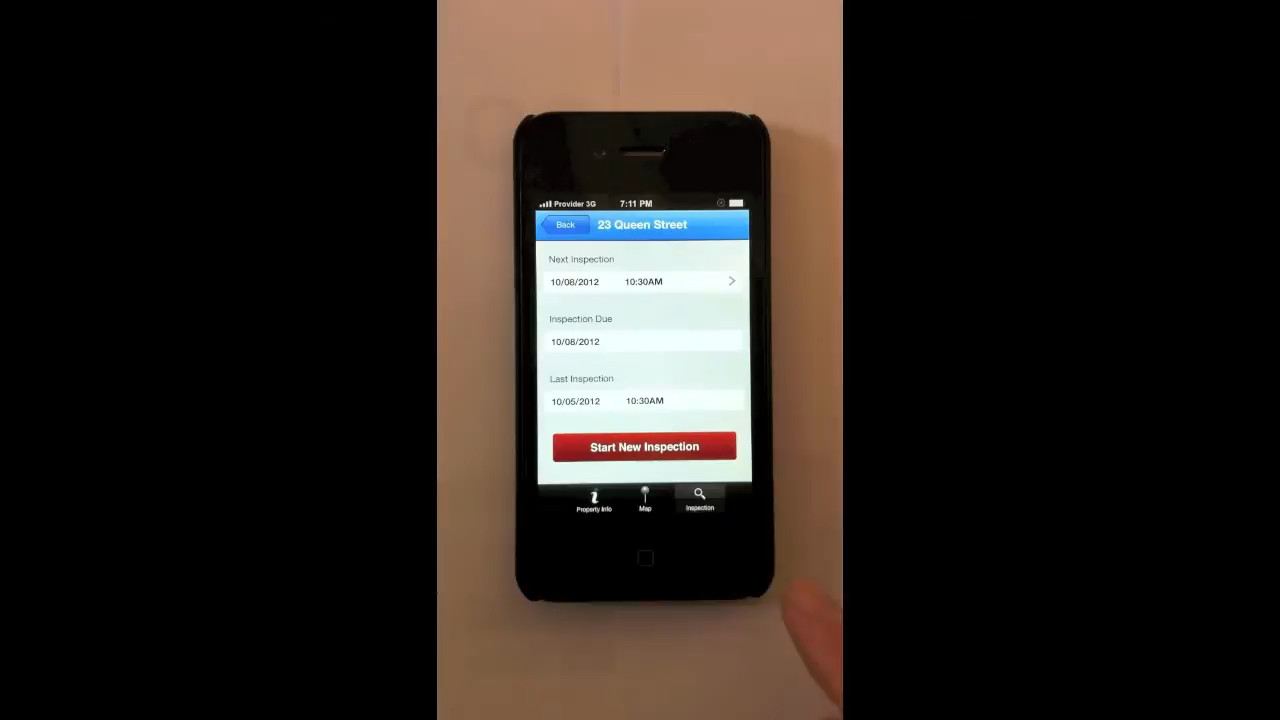 Provider 3G 7:11 PM
Back 23 Queen Street
Next Inspection
10/08/2012 10:30AM
Inspection Due
10/08/2012
Last Inspection
10/05/2012 10:30AM
Start New Inspection
Property Info Map Inspection